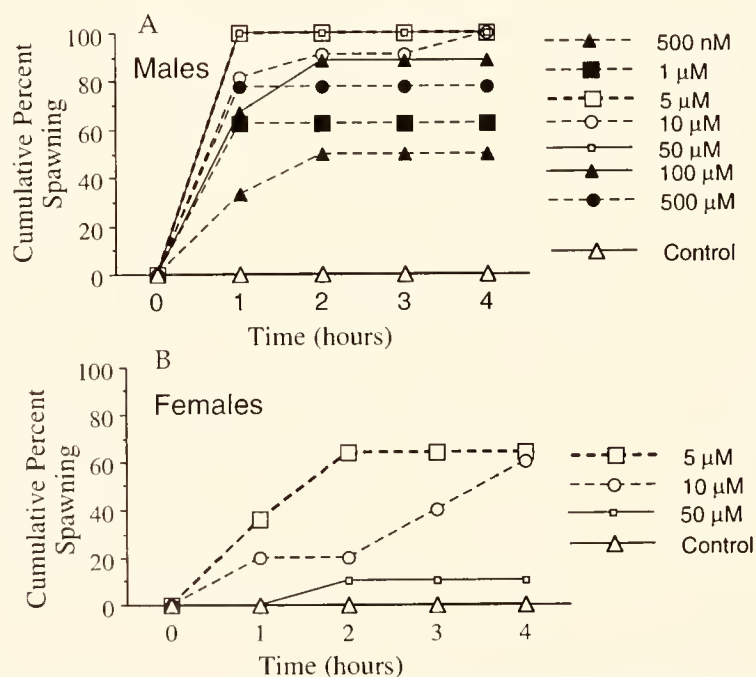 A
Males
Cumulative Percent
Spawning
100
80
60
40
20
0
0 1 2 3 4
Time (hours)
500 nM
1 µM
5 µM
10 µM
50 µM
100 µM
500 µM
Control
B
Females
Cumulative Percent
Spawning
100
80
60
40
20
0
0 1 2 3 4
Time (hours)
5 µM
10 µM
50 µM
Control